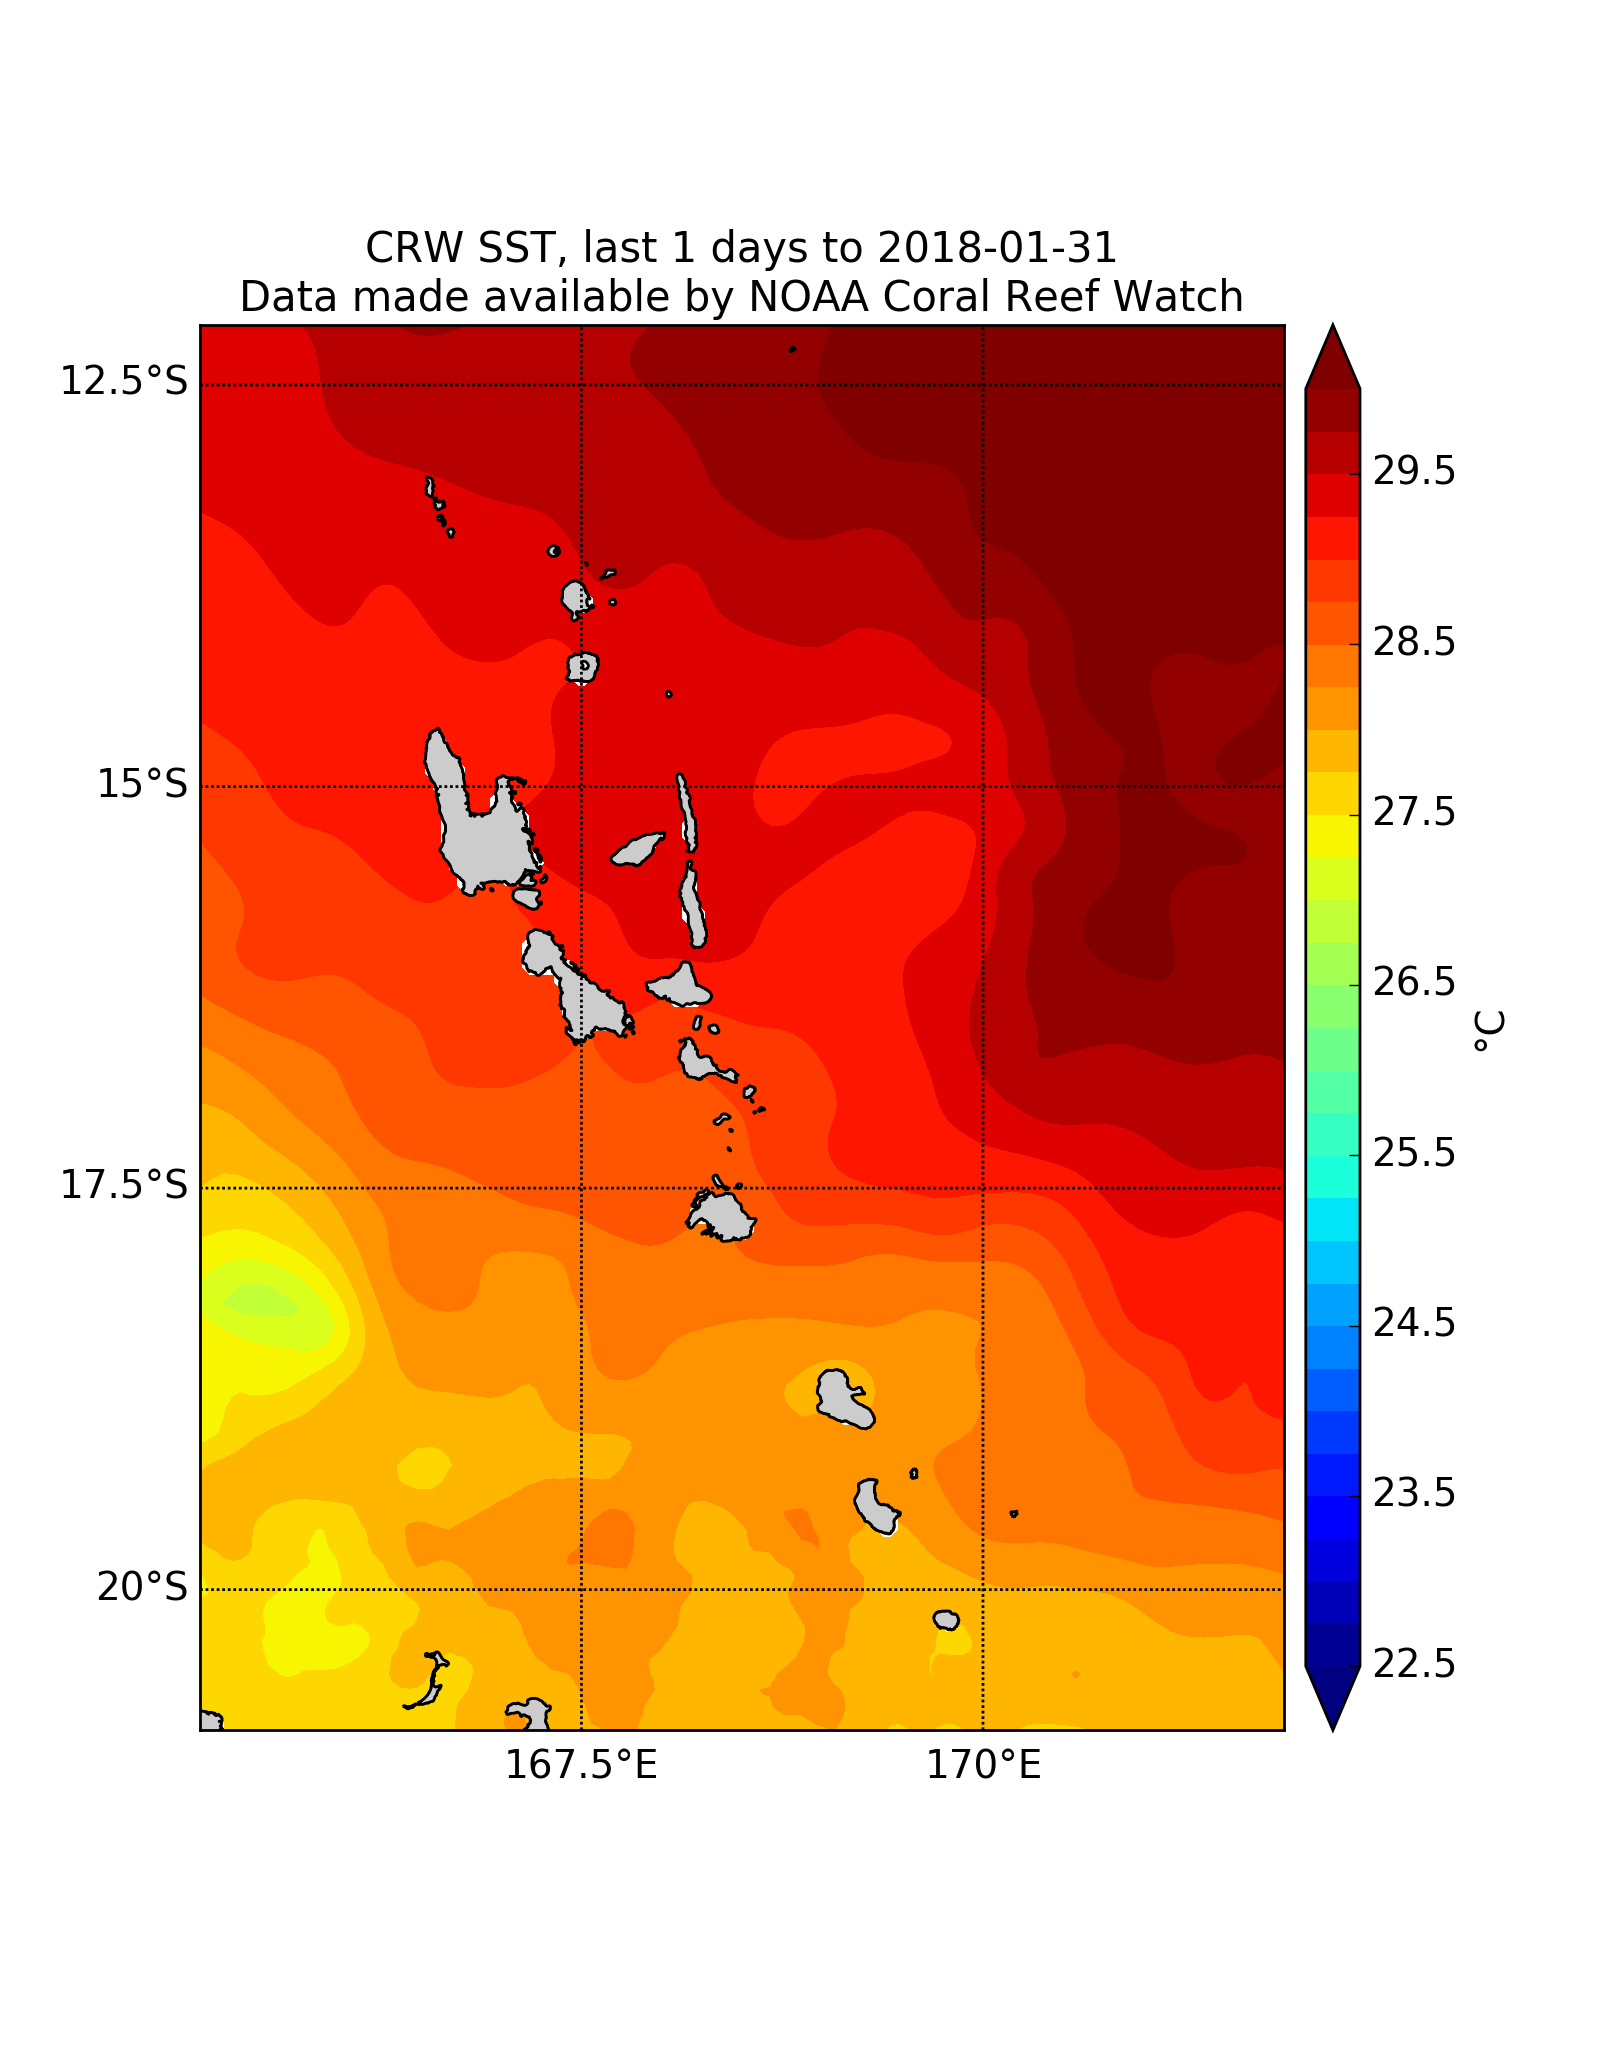 CRW SST, last 1 days to 2018-01-31
Data made available by NOAA Coral Reef Watch
12.5°S
15°S
17.5°S
20°S
167.5°E
170°E
29.5
28.5
27.5
26.5
25.5
24.5
23.5
22.5
°C